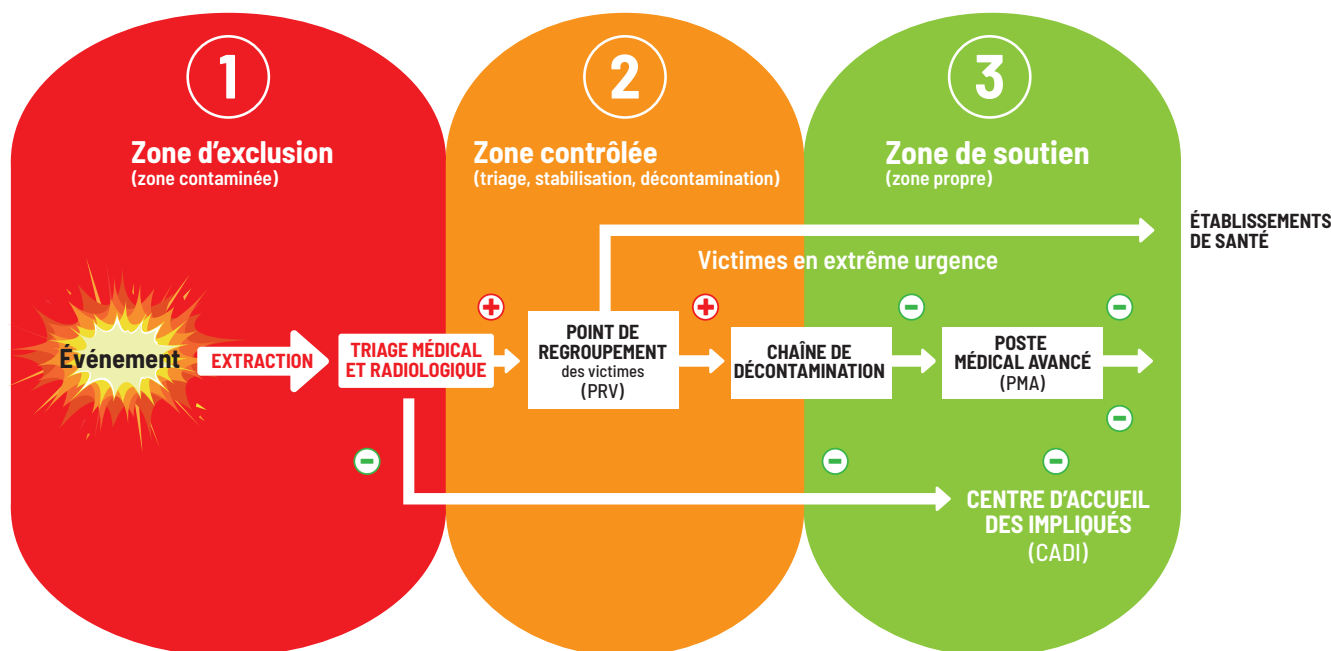 1
Zone d'exclusion
(zone contaminée)
2
Zone contrôlée
(triage, stabilisation, décontamination)
3
Zone de soutien
(zone propre)
ÉTABLISSEMENTS
DE SANTÉ
Victimes en extrême urgence
Événement
EXTRACTION
TRIAGE MÉDICAL
ET RADIOLOGIQUE
+
POINT DE
REGROUPEMENT
des victimes
(PRV)
+
CHAÎNE DE
DÉCONTAMINATION
-
POSTE
MÉDICAL AVANCÉ
(PMA)
-
-
-
-
-
CENTRE D'ACCUEIL
DES IMPLIQUÉS
(CADI)